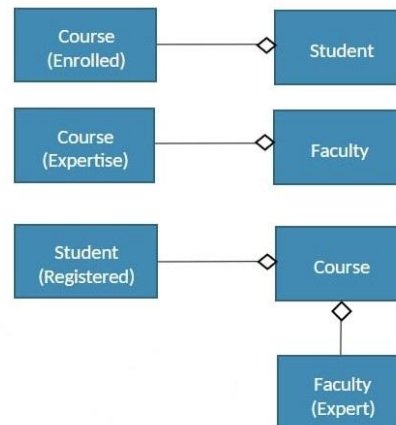 Course
(Enrolled)
Student
Course
(Expertise)
Faculty
Student
(Registered)
Course
Faculty
(Expert)